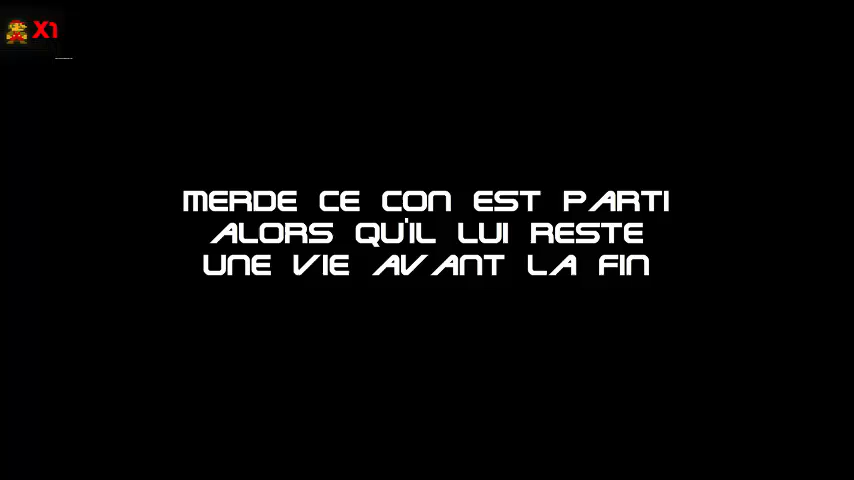 X1
MERDE CE CON EST PARTI
ALORS QU'IL LUI RESTE
UNE VIE AVANT LA FIN